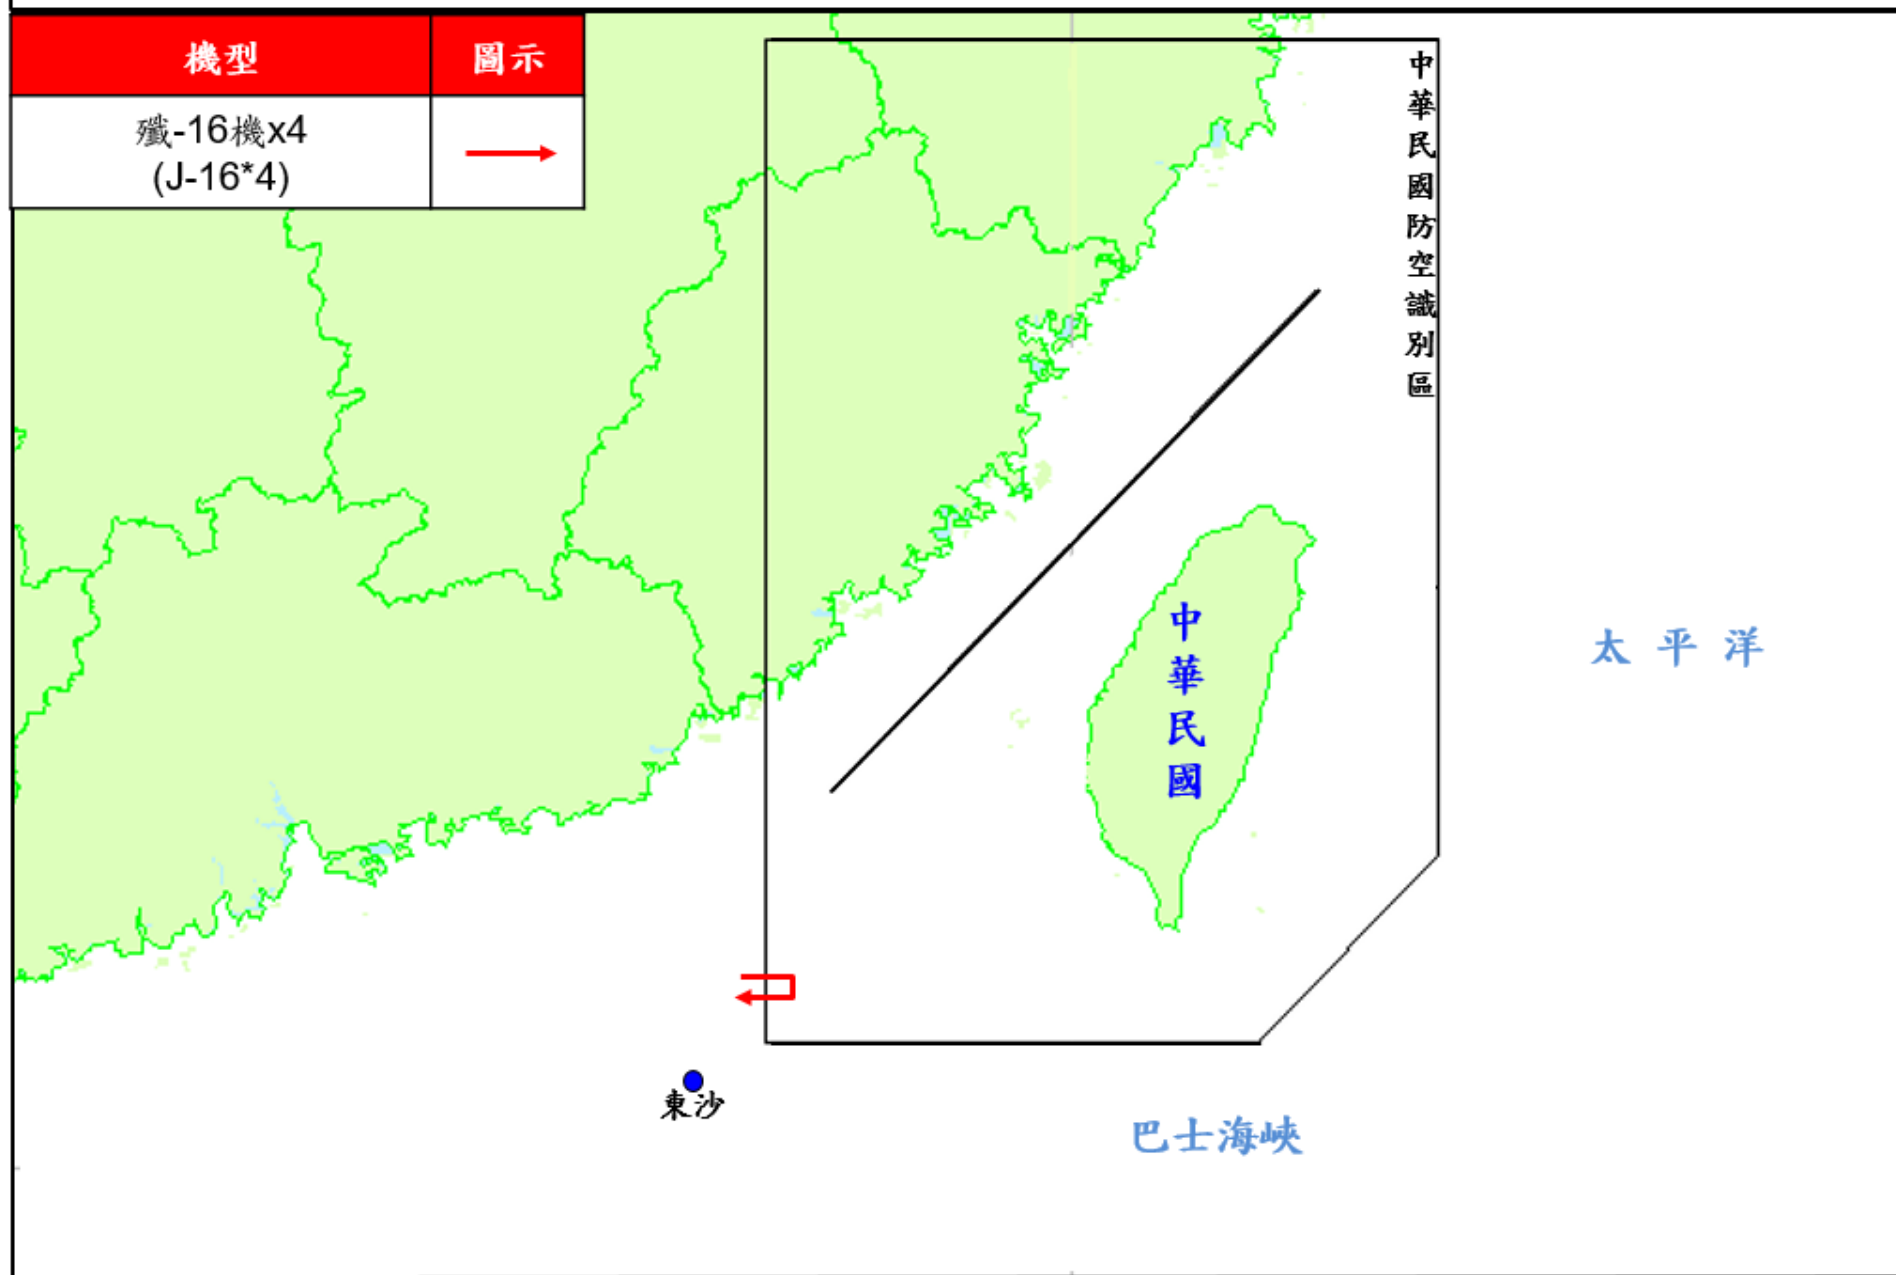 機型
圖示
殲-16機x4
(J-16*4)
中華民國防空識別區
中華民國
太平洋
東沙
巴士海峽